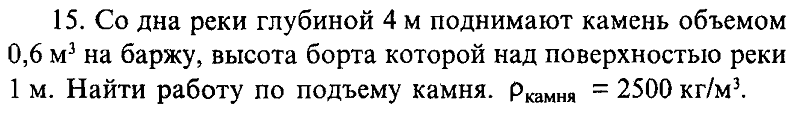 15. Со дна реки глубиной 4 м поднимают камень объемом
0,6 м³ на баржу, высота борта которой над поверхностью реки
1 м. Найти работу по подъему камня. ρкамня = 2500 кг/м³.